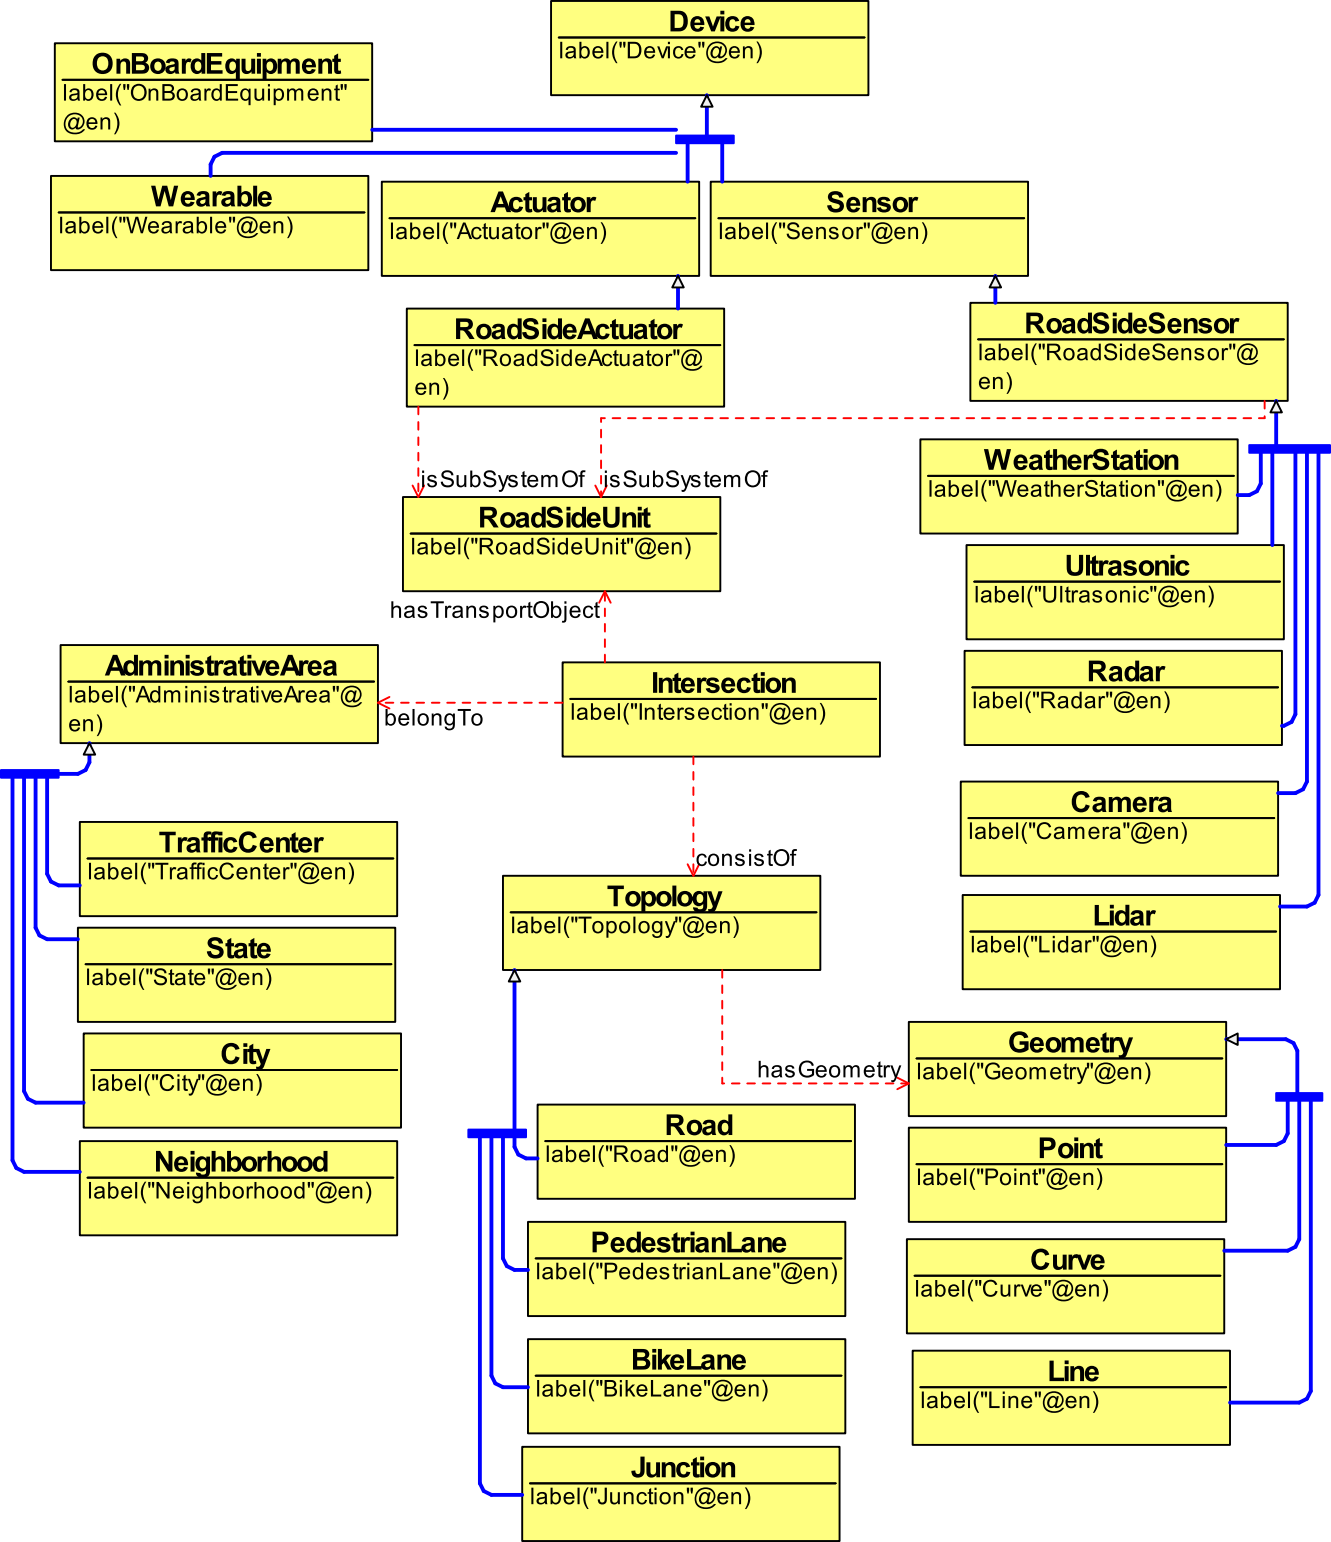 Device
label("Device"@en)
OnBoardEquipment
label("OnBoardEquipment"
@en)
Wearable
label("Wearable"@en)
Actuator
label("Actuator"@en)
Sensor
label("Sensor"@en)
RoadSideActuator
label("RoadSideActuator"@
en)
RoadSideSensor
label("RoadSideSensor"@
en)
isSubSystemOf
isSubSystemOf
WeatherStation
label("WeatherStation"@en)
RoadSideUnit
label("RoadSideUnit"@en)
Ultrasonic
label("Ultrasonic"@en)
hasTransportObject
AdministrativeArea
label("AdministrativeArea"@
en)
belongTo
Intersection
label("Intersection"@en)
Radar
label("Radar"@en)
Camera
label("Camera"@en)
TrafficCenter
label("TrafficCenter"@en)
consistOf
Topology
label("Topology"@en)
Lidar
label("Lidar"@en)
State
label("State"@en)
City
label("City"@en)
hasGeometry
Geometry
label("Geometry"@en)
Road
label("Road"@en)
Point
label("Point"@en)
Neighborhood
label("Neighborhood"@en)
PedestrianLane
label("PedestrianLane"@en)
Curve
label("Curve"@en)
BikeLane
label("BikeLane"@en)
Line
label("Line"@en)
Junction
label("Junction"@en)